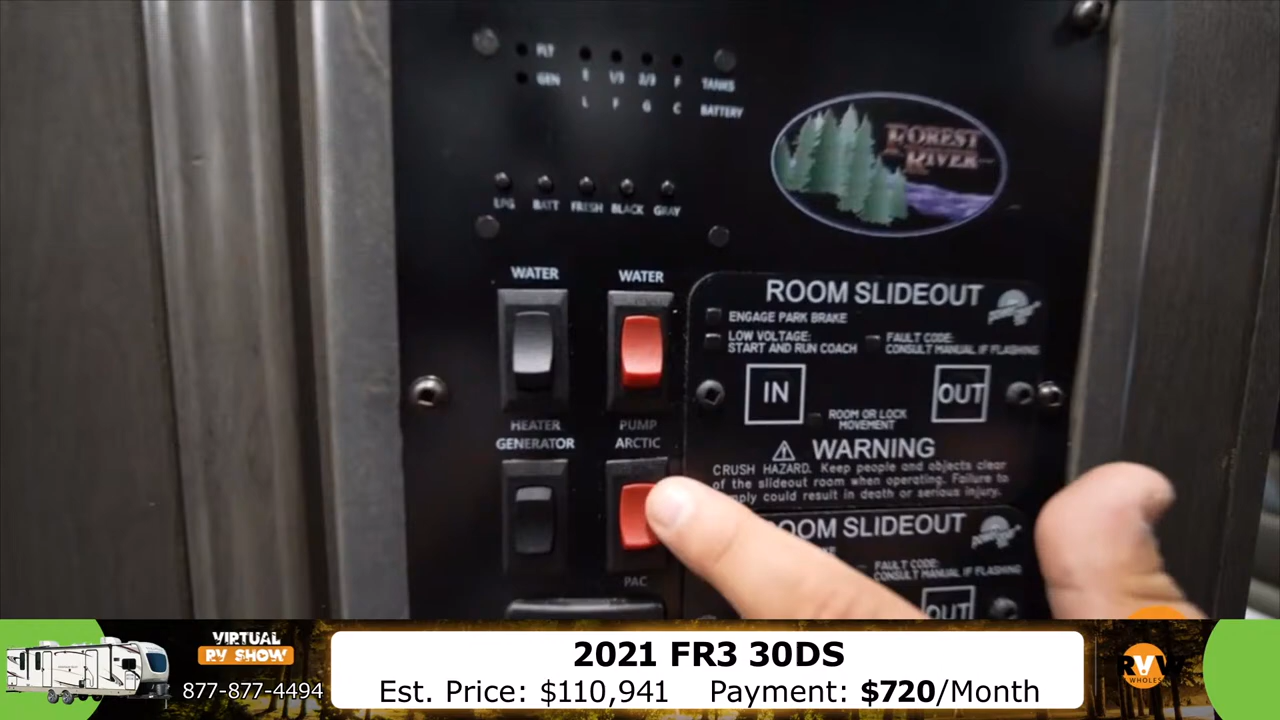 FLT
GEN
E 1/3 2/3 F TANKS
L F G C BATTERY
FOREST
RIVER
LPG BATT FRESH BLACK GRAY
WATER
WATER
HEATER
PUMP
GENERATOR
ARCTIC
PAC
ROOM SLIDEOUT
ENGAGE PARK BRAKE
LOW VOLTAGE:
START AND RUN COACH
FAULT CODE:
CONSULT MANUAL IF FLASHING
IN
OUT
ROOM OR LOCK
MOVEMENT
WARNING
CRUSH HAZARD. Keep people and objects clear
of the slideout room when operating. Failure to
could result in death or serious injury.
ROOM SLIDEOUT
FAULT CODE:
CONSULT MANUAL IF FLASHING
OUT
VIRTUAL
RV SHOW
877-877-4494
2021 FR3 30DS
Est. Price: $110,941 Payment: $720/Month